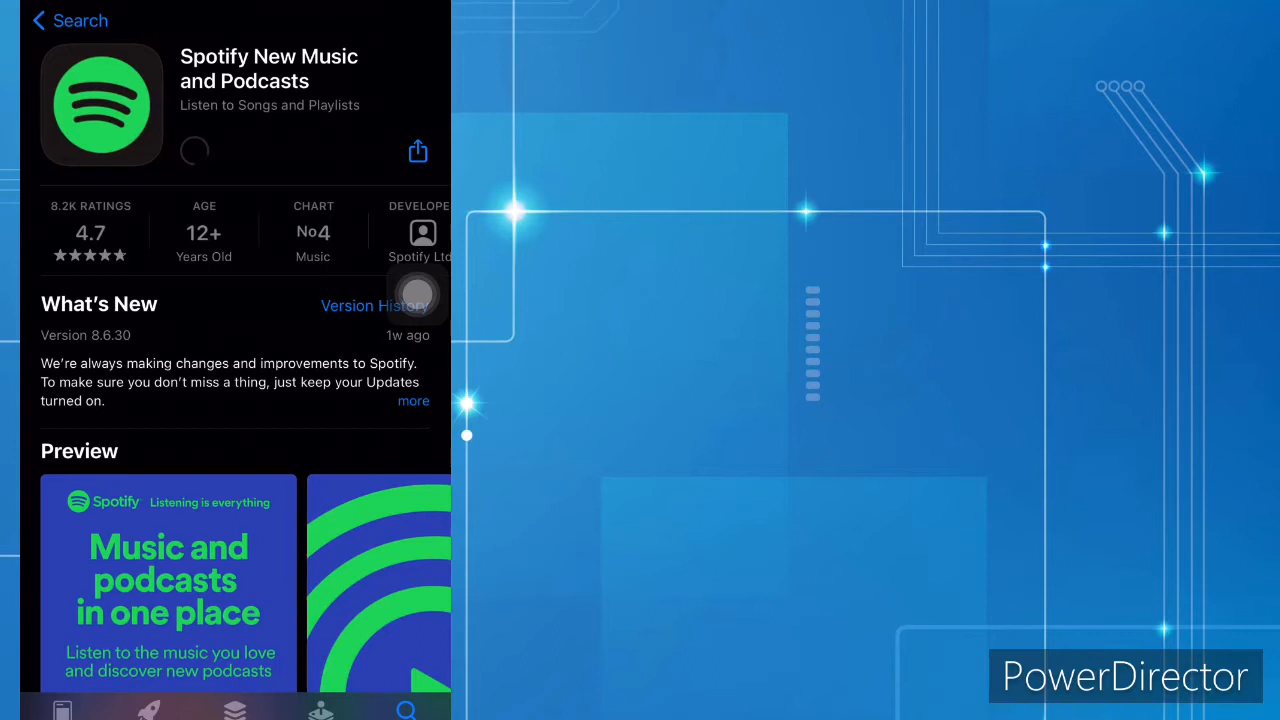 Search
Spotify New Music
and Podcasts
Listen to Songs and Playlists
8.2K RATINGS
4.7
AGE
12+
Years Old
CHART
No4
Music
DEVELOPE
Spotify Ltd
What's New
Version History
Version 8.6.30
1w ago
We're always making changes and improvements to Spotify.
To make sure you don't miss a thing, just keep your Updates
turned on.
more
Preview
Spotify Listening is everything
Music and
podcasts
in one place
Listen to the music you love
and discover new podcasts
PowerDirector